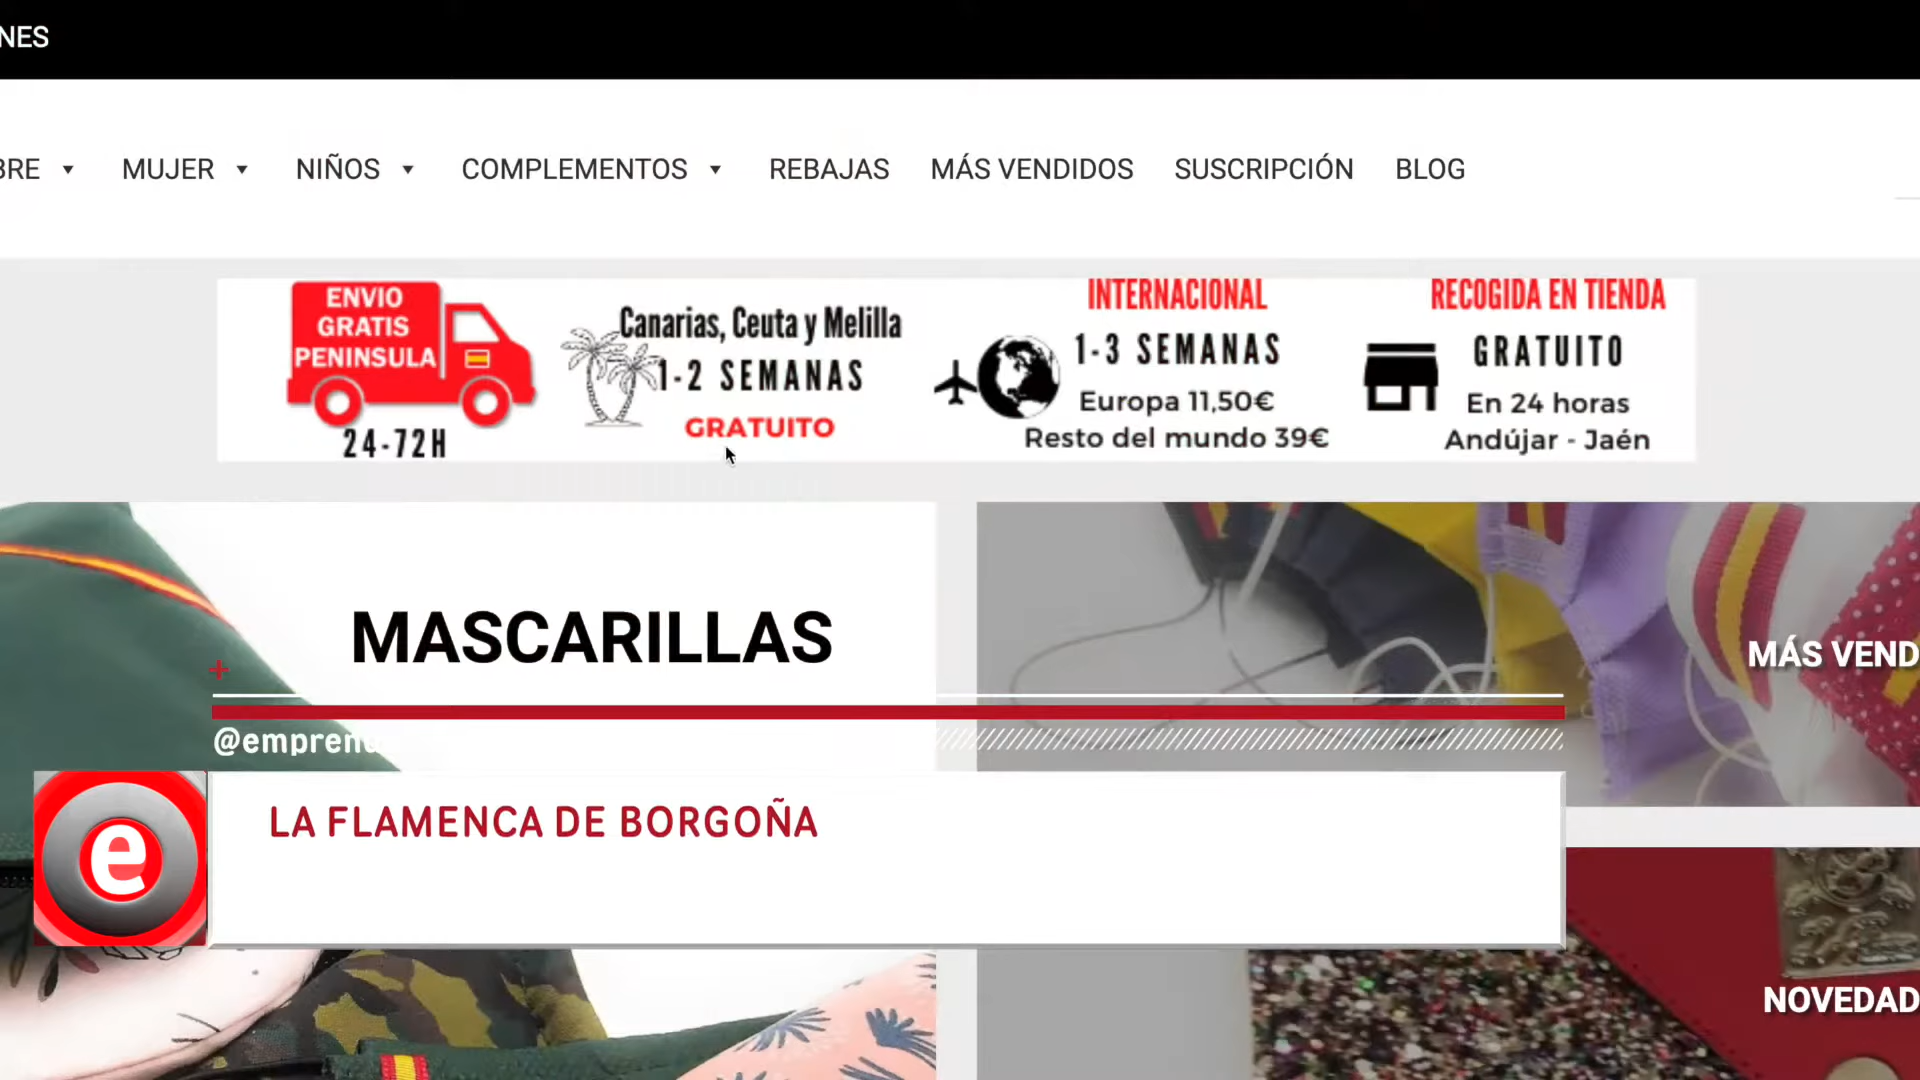 NES
BRE
MUJER
NIÑOS
COMPLEMENTOS
REBAJAS
MÁS VENDIDOS
SUSCRIPCIÓN
BLOG
ENVIO
GRATIS
PENINSULA
24-72H
Canarias, Ceuta y Melilla
1-2 SEMANAS
GRATUITO
INTERNACIONAL
1-3 SEMANAS
Europa 11,50€
Resto del mundo 39€
RECOGIDA EN TIENDA
GRATUITO
En 24 horas
Andújar - Jaén
MASCARILLAS
MÁS VEND
@emprend
e
LA FLAMENCA DE BORGOÑA
NOVEDAD